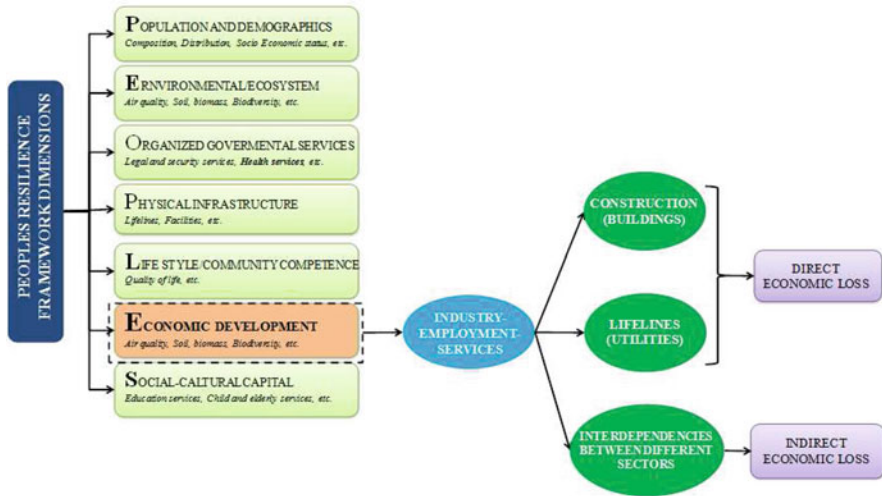 PEOPLES RESILIENCE
FRAMEWORK DIMENSIONS
POPULATION AND DEMOGRAPHICS
Composition, Distribution, Socio Economic status, etc.
ERNVIRONMENTAL/ECOSYSTEM
Air quality, Soil, biomass, Biodiversity, etc.
ORGANIZED GOVERMENTAL SERVICES
Legal and security services, Health services, etc.
PHYSICAL INFRASTRUCTURE
Lifelines, Facilities, etc.
LIFE STYLE/COMMUNITY COMPETENCE
Quality of life, etc.
ECONOMIC DEVELOPMENT
Air quality, Soil, biomass, Biodiversity, etc.
SOCIAL-CALTURAL CAPITAL
Education services, Child and elderly services, etc.
INDUSTRY-
EMPLOYMENT-
SERVICES
CONSTRUCTION
(BUILDINGS)
LIFELINES
(UTILITIES)
INTERDEPENDENCIES
BETWEEN DIFFERENT
SECTORS
DIRECT
ECONOMIC LOSS
INDIRECT
ECONOMIC LOSS